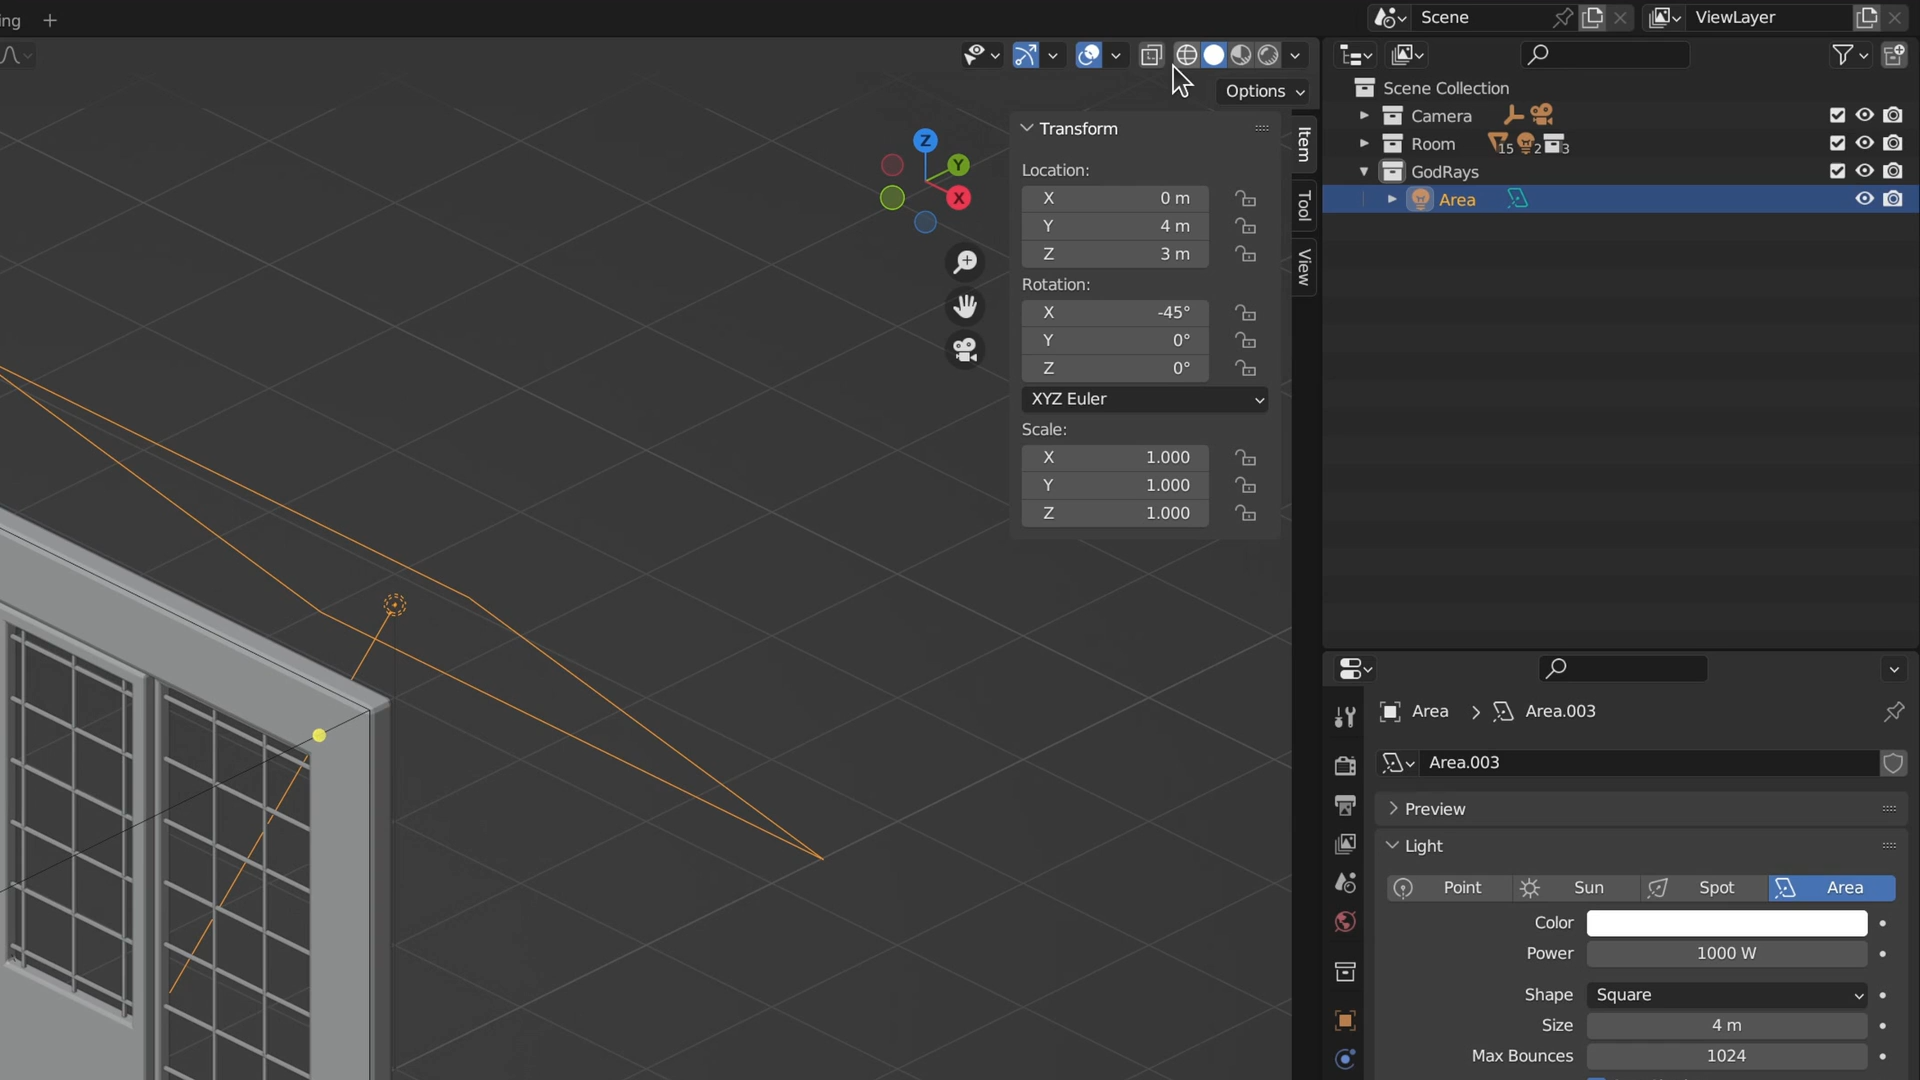 ing +
Scene
ViewLayer
Options
Scene Collection
Camera
Room 15 2 3
GodRays
Area
Transform
Location:
X 0 m
Y 4 m
Z 3 m
Rotation:
X -45°
Y 0°
Z 0°
XYZ Euler
Scale:
X 1.000
Y 1.000
Z 1.000
Item
Tool
View
Z
Y
X
Area > Area.003
Area.003
Preview
Light
Point Sun Spot Area
Color
Power 1000 W
Shape Square
Size 4 m
Max Bounces 1024